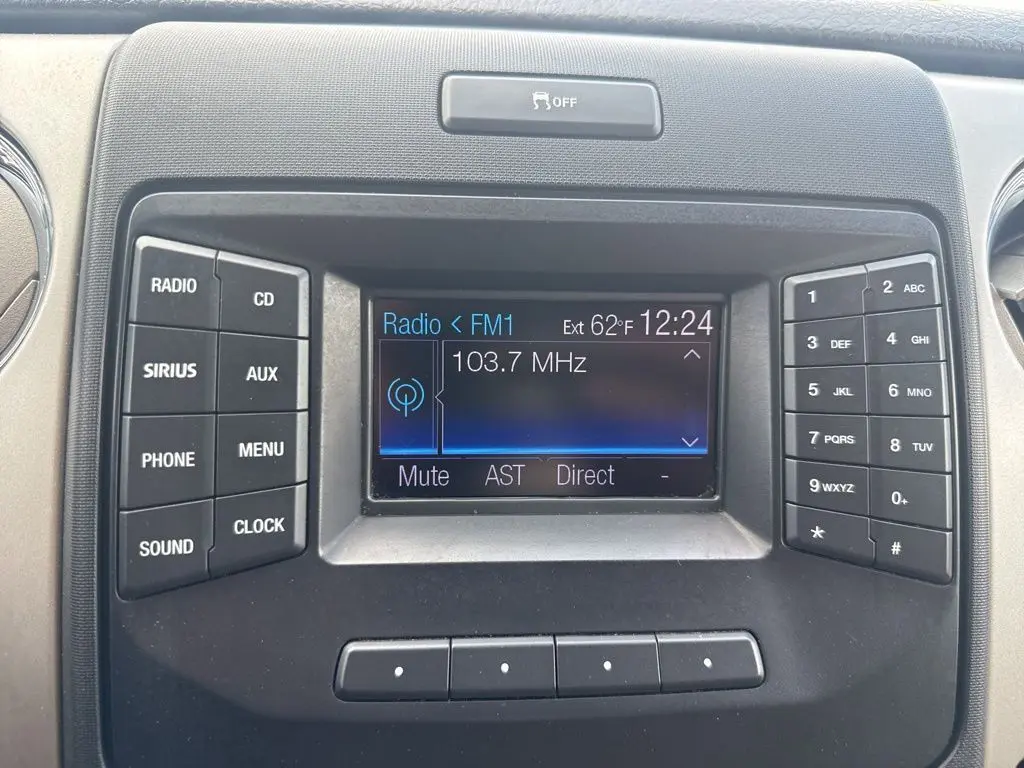 OFF
Radio < FM1 Ext 62°F 12:24
103.7 MHz
Mute AST Direct -
RADIO CD
SIRIUS AUX
PHONE MENU
SOUND CLOCK
1 2 ABC
3 DEF 4 GHI
5 JKL 6 MNO
7 PQRS 8 TUV
9 WXYZ 0+
* #